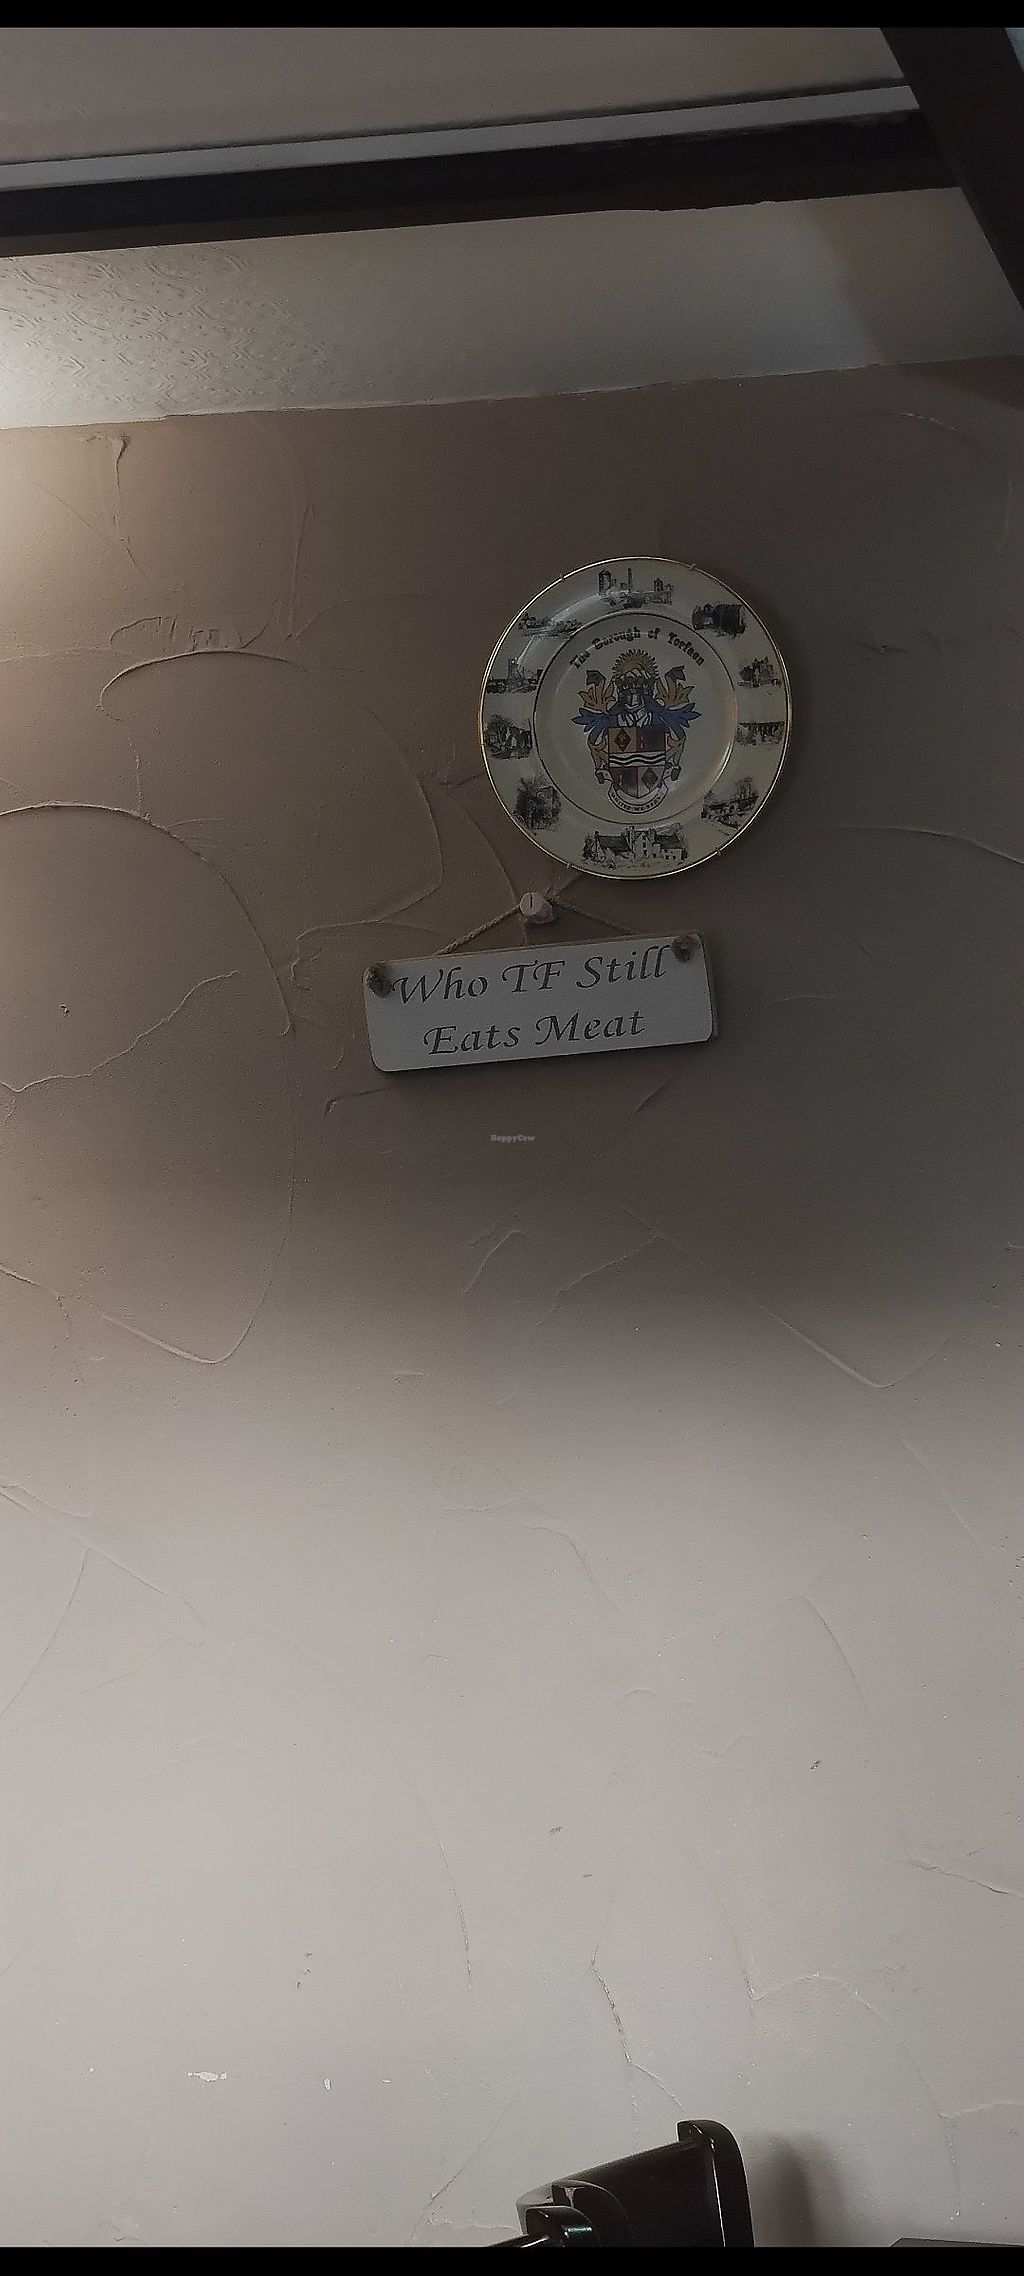 The Borough of Torfaen
Who TF Still
Eats Meat
HappyCow